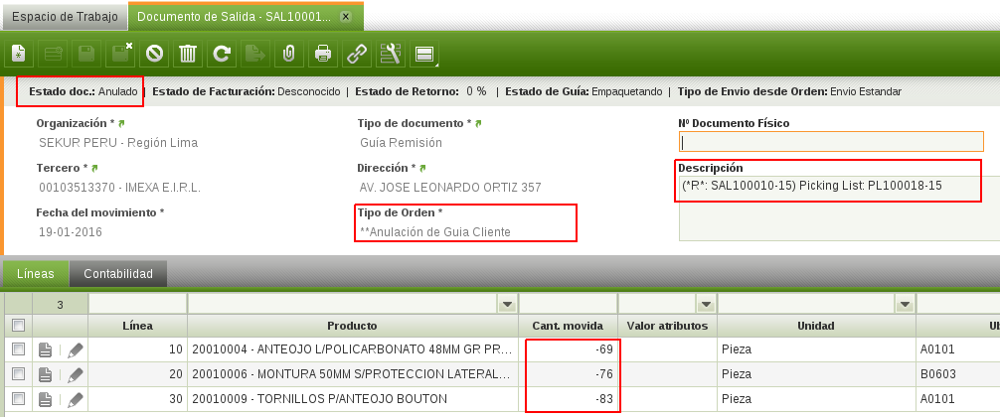 Espacio de Trabajo Documento de Salida - SAL10001... x
Estado doc.: Anulado | Estado de Facturación: Desconocido | Estado de Retorno: 0 % | Estado de Guía: Empaquetando | Tipo de Envio desde Orden: Envio Estandar
Organización * Tipo de documento * Nº Documento Físico
SEKUR PERU - Región Lima Guía Remisión
Tercero * Dirección * Descripción
00103513370 - IMEXA E.I.R.L. AV. JOSE LEONARDO ORTIZ 357 (*R*: SAL100010-15) Picking List: PL100018-15
Fecha del movimiento * Tipo de Orden *
19-01-2016 **Anulación de Guia Cliente
Líneas Contabilidad
3
Línea Producto Cant. movida Valor atributos Unidad Ub
10 20010004 - ANTEOJO L/POLICARBONATO 48MM GR PR... -69 Pieza A0101
20 20010006 - MONTURA 50MM S/PROTECCION LATERAL... -76 Pieza B0603
30 20010009 - TORNILLOS P/ANTEOJO BOUTON -83 Pieza A0101